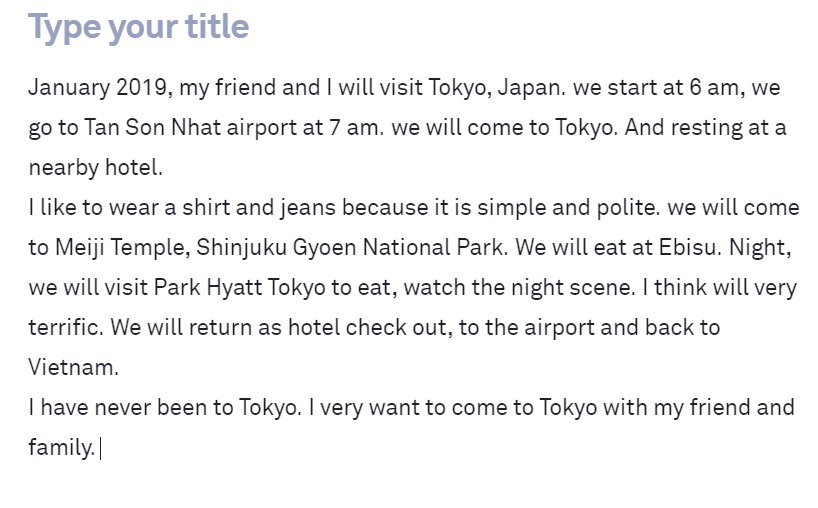 Type your title
January 2019, my friend and I will visit Tokyo, Japan. we start at 6 am, we
go to Tan Son Nhat airport at 7 am. we will come to Tokyo. And resting at a
nearby hotel.
I like to wear a shirt and jeans because it is simple and polite. we will come
to Meiji Temple, Shinjuku Gyoen National Park. We will eat at Ebisu. Night,
we will visit Park Hyatt Tokyo to eat, watch the night scene. I think will very
terrific. We will return as hotel check out, to the airport and back to
Vietnam.
I have never been to Tokyo. I very want to come to Tokyo with my friend and
family.